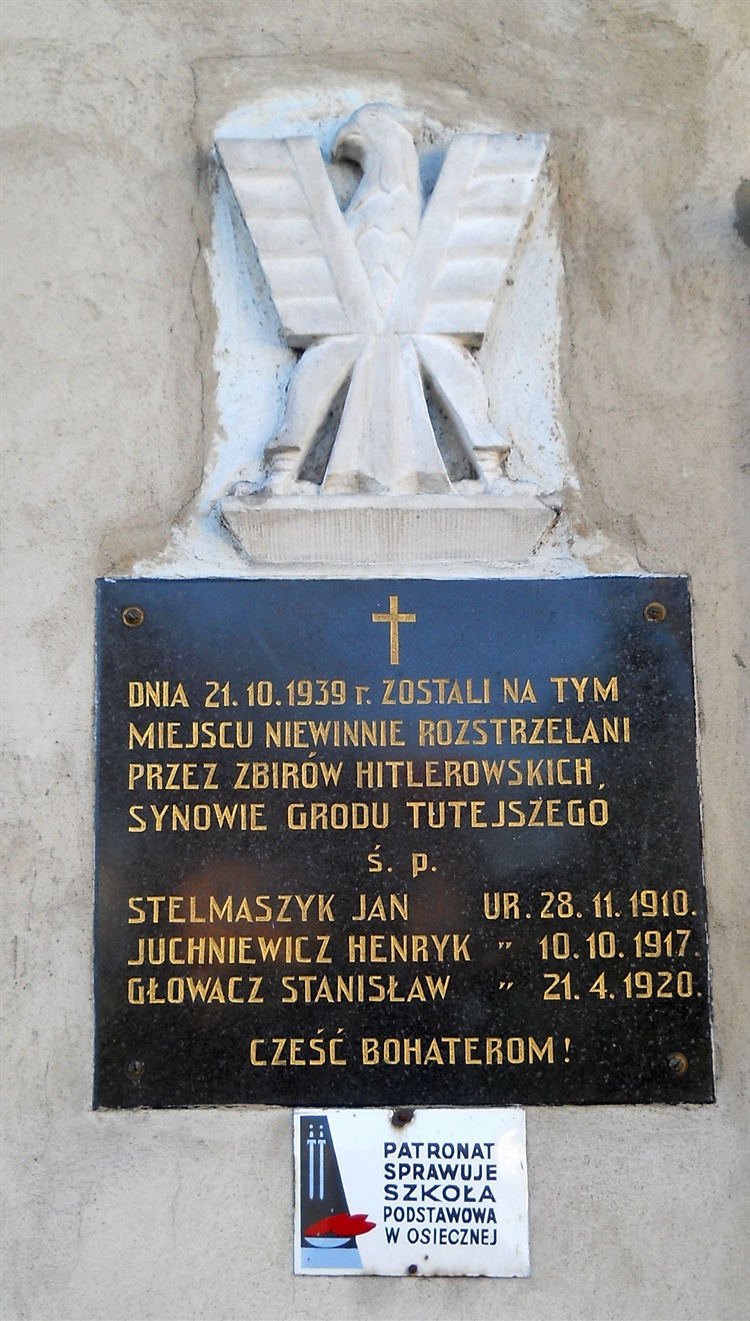 DNIA 21.10.1939 r. ZOSTALI NA TYM
MIEJSCU NIEWINNIE ROZSTRZELANI
PRZEZ ZBIRÓW HITLEROWSKICH,
SYNOWIE GRODU TUTEJSZEGO
ś. p.
STELMASZYK JAN UR. 28. 11. 1910.
JUCHNIEWICZ HENRYK „ 10. 10. 1917.
GŁOWACZ STANISŁAW „ 21. 4. 1920.
CZEŚĆ BOHATEROM!
PATRONAT
SPRAWUJE
SZKOŁA
PODSTAWOWA
W OSIECZNEJ